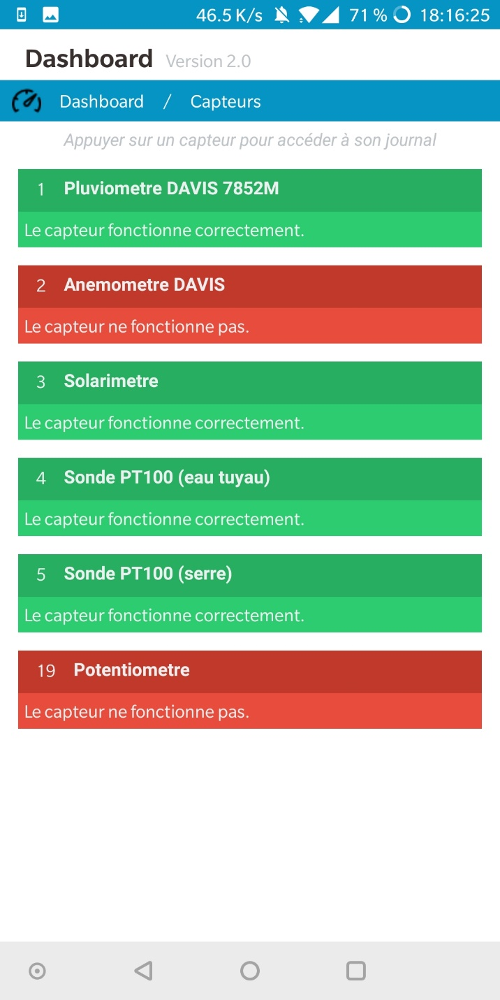 46.5 K/s 71 % 18:16:25
Dashboard Version 2.0
Dashboard / Capteurs
Appuyer sur un capteur pour accéder à son journal
1 Pluviometre DAVIS 7852M
Le capteur fonctionne correctement.
2 Anemometre DAVIS
Le capteur ne fonctionne pas.
3 Solarimetre
Le capteur fonctionne correctement.
4 Sonde PT100 (eau tuyau)
Le capteur fonctionne correctement.
5 Sonde PT100 (serre)
Le capteur fonctionne correctement.
19 Potentiometre
Le capteur ne fonctionne pas.